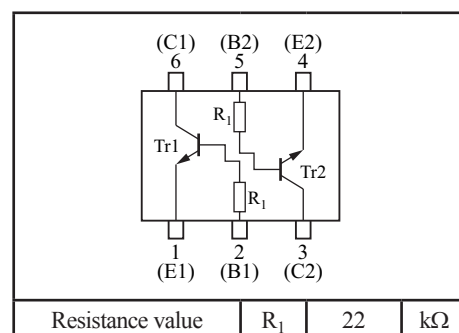 (C1) (B2) (E2)
6 5 4
R1
Tr1
Tr2
R1
1 2 3
(E1) (B1) (C2)
Resistance value R1 22 kΩ